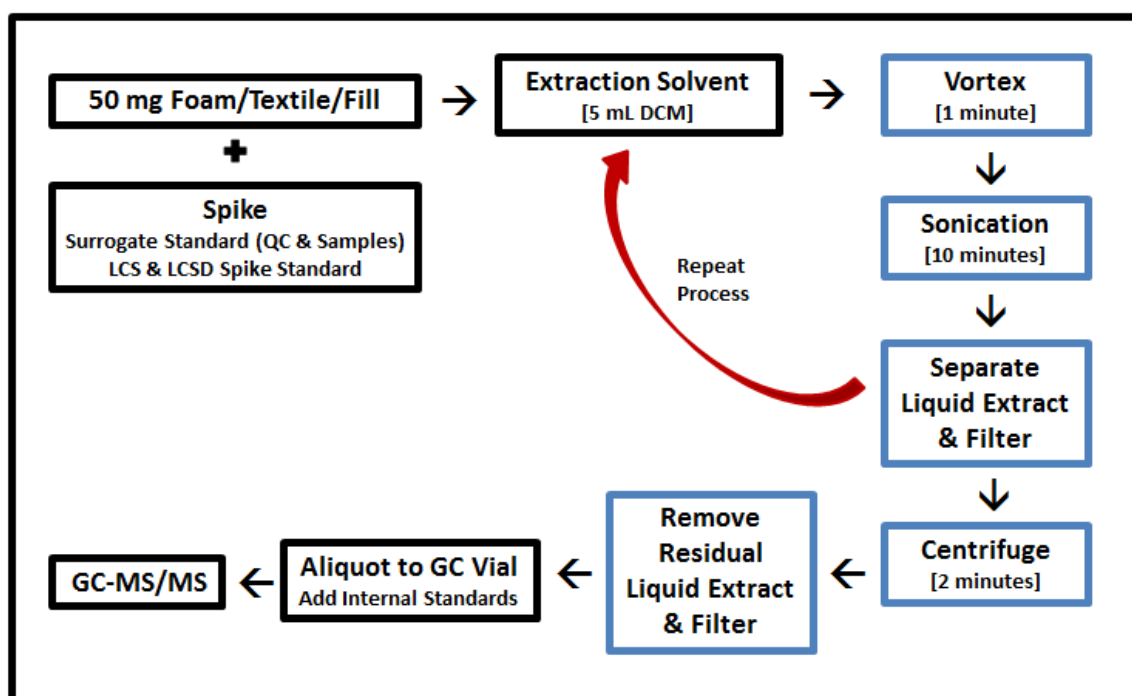 50 mg Foam/Textile/Fill
+
Spike
Surrogate Standard (QC & Samples)
LCS & LCSD Spike Standard
Extraction Solvent
[5 mL DCM]
Vortex
[1 minute]
Sonication
[10 minutes]
Repeat
Process
Separate
Liquid Extract
& Filter
Centrifuge
[2 minutes]
Remove
Residual
Liquid Extract
& Filter
Aliquot to GC Vial
Add Internal Standards
GC-MS/MS